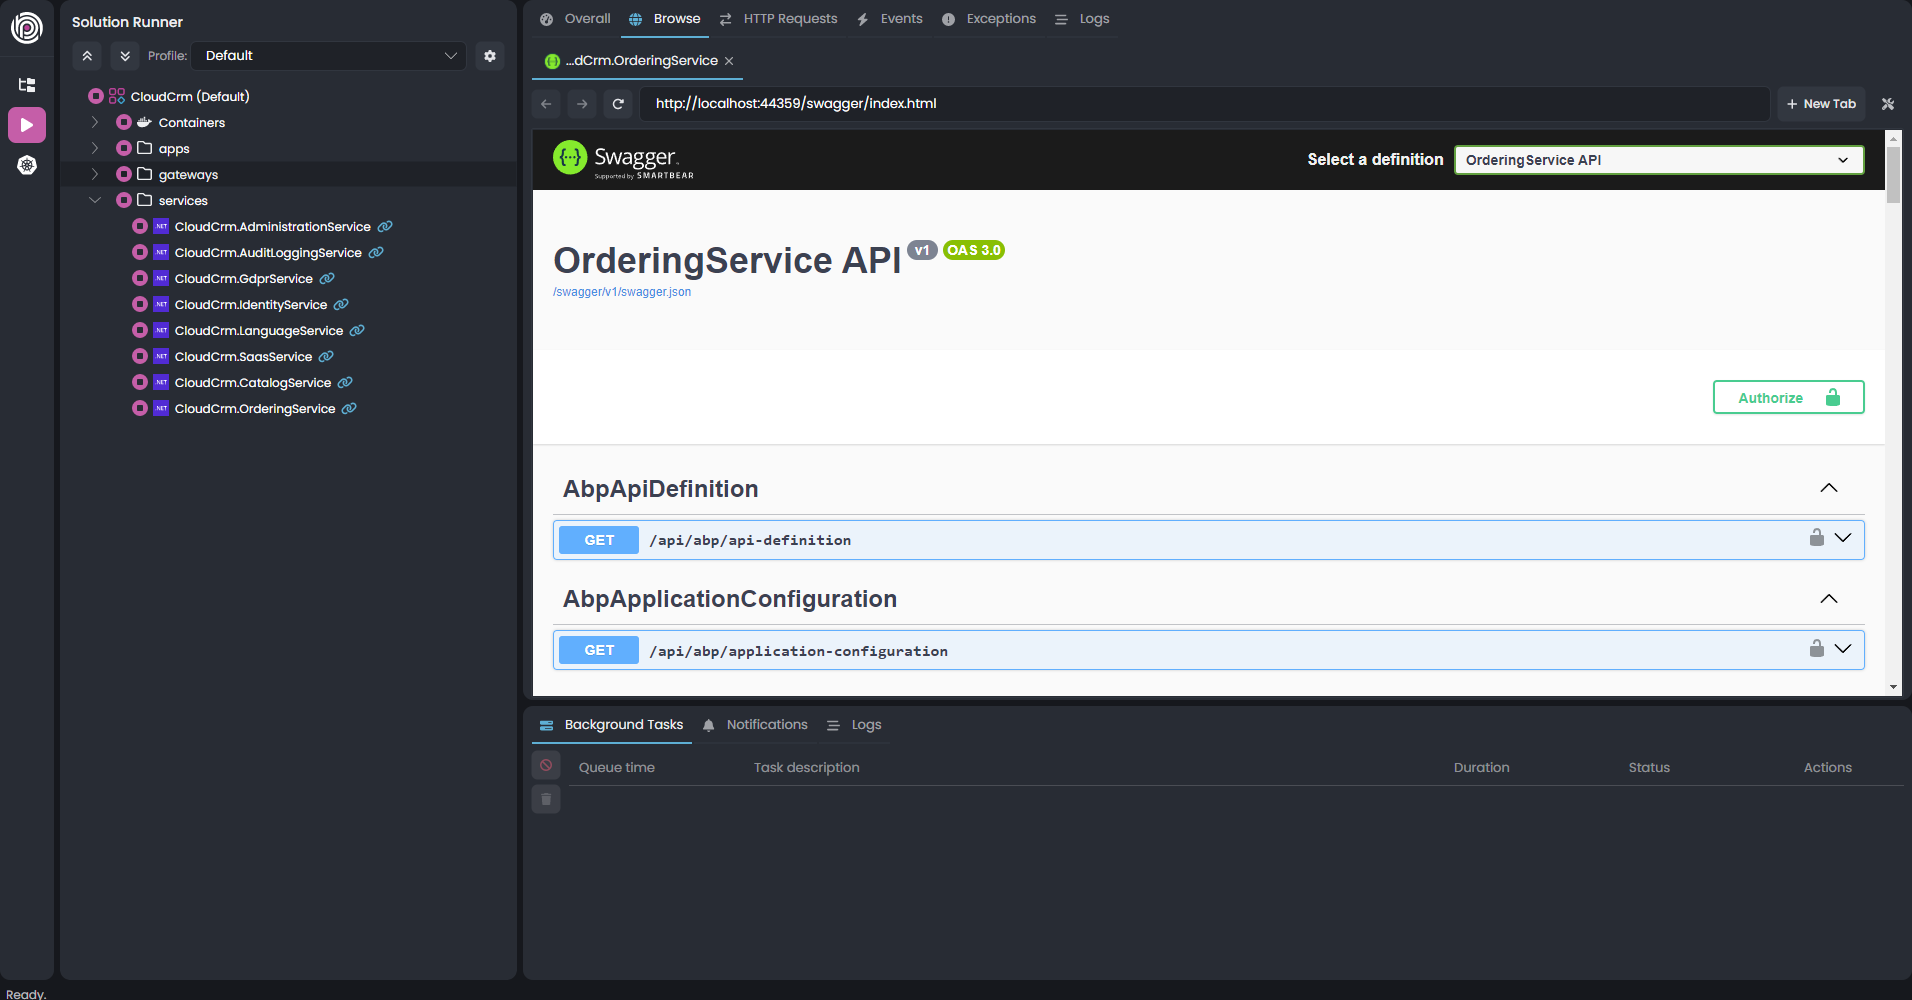 Solution Runner
Profile: Default
CloudCrm (Default)
Containers
apps
gateways
services
.NET CloudCrm.AdministrationService
.NET CloudCrm.AuditLoggingService
.NET CloudCrm.GdprService
.NET CloudCrm.IdentityService
.NET CloudCrm.LanguageService
.NET CloudCrm.SaasService
.NET CloudCrm.CatalogService
.NET CloudCrm.OrderingService
Overall Browse HTTP Requests Events Exceptions Logs
...dCrm.OrderingService
http://localhost:44359/swagger/index.html
New Tab
Swagger
Supported by SMARTBEAR
Select a definition OrderingService API
OrderingService API v1 OAS 3.0
/swagger/v1/swagger.json
Authorize
AbpApiDefinition
GET /api/abp/api-definition
AbpApplicationConfiguration
GET /api/abp/application-configuration
Background Tasks Notifications Logs
Queue time Task description Duration Status Actions
Ready.